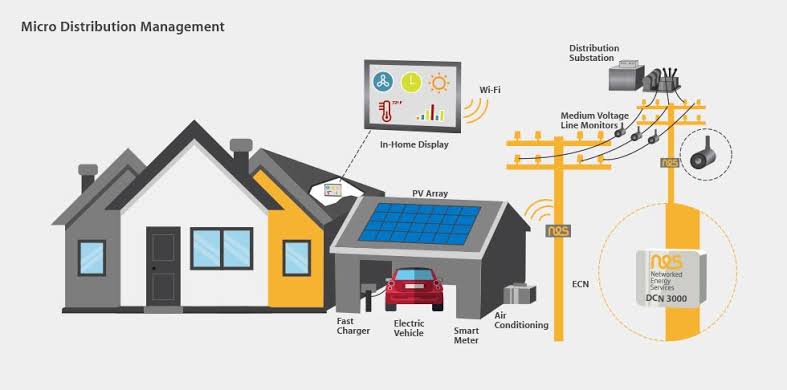 Micro Distribution Management
Distribution
Substation
Wi-Fi
Medium Voltage
Line Monitors
In-Home Display
PV Array
nes
nes
ECN
nes
Networked
Energy
Services
DCN 3000
Fast
Charger
Electric
Vehicle
Smart
Meter
Air
Conditioning